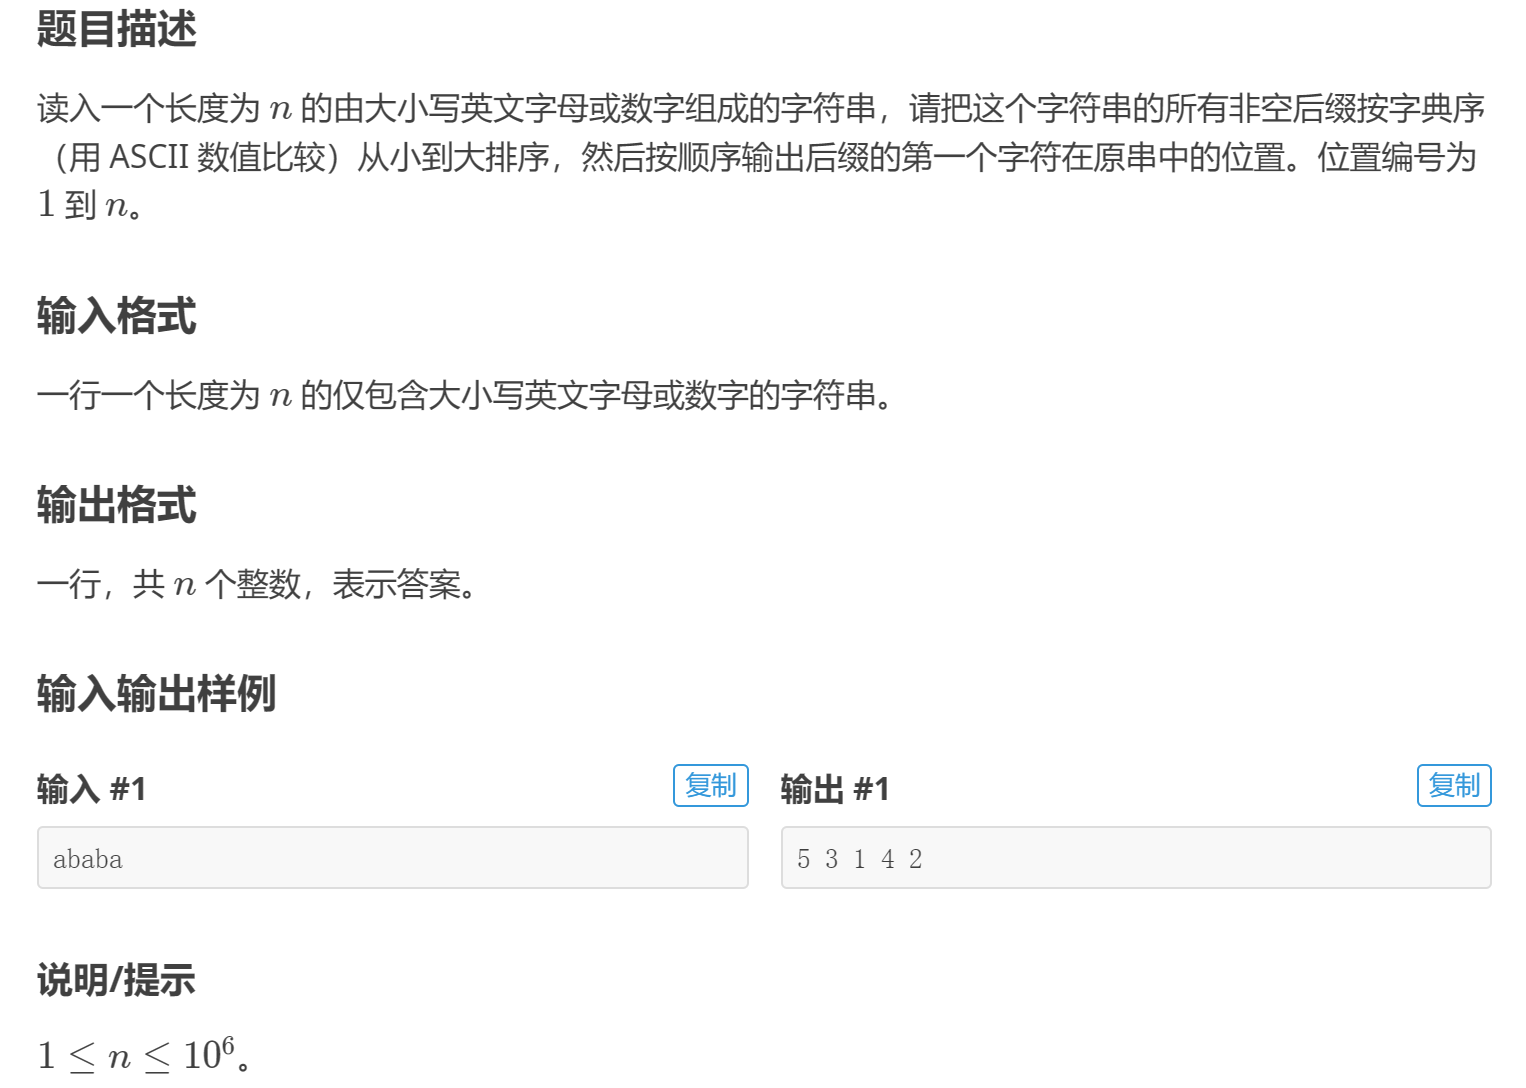 题目描述
读入一个长度为 n 的由大小写英文字母或数字组成的字符串，请把这个字符串的所有非空后缀按字典序
（用 ASCII 数值比较）从小到大排序，然后按顺序输出后缀的第一个字符在原串中的位置。位置编号为
1 到 n。
输入格式
一行一个长度为 n 的仅包含大小写英文字母或数字的字符串。
输出格式
一行，共 n 个整数，表示答案。
输入输出样例
输入 #1 复制 输出 #1 复制
ababa 5 3 1 4 2
说明/提示
1 ≤ n ≤ 10⁶。